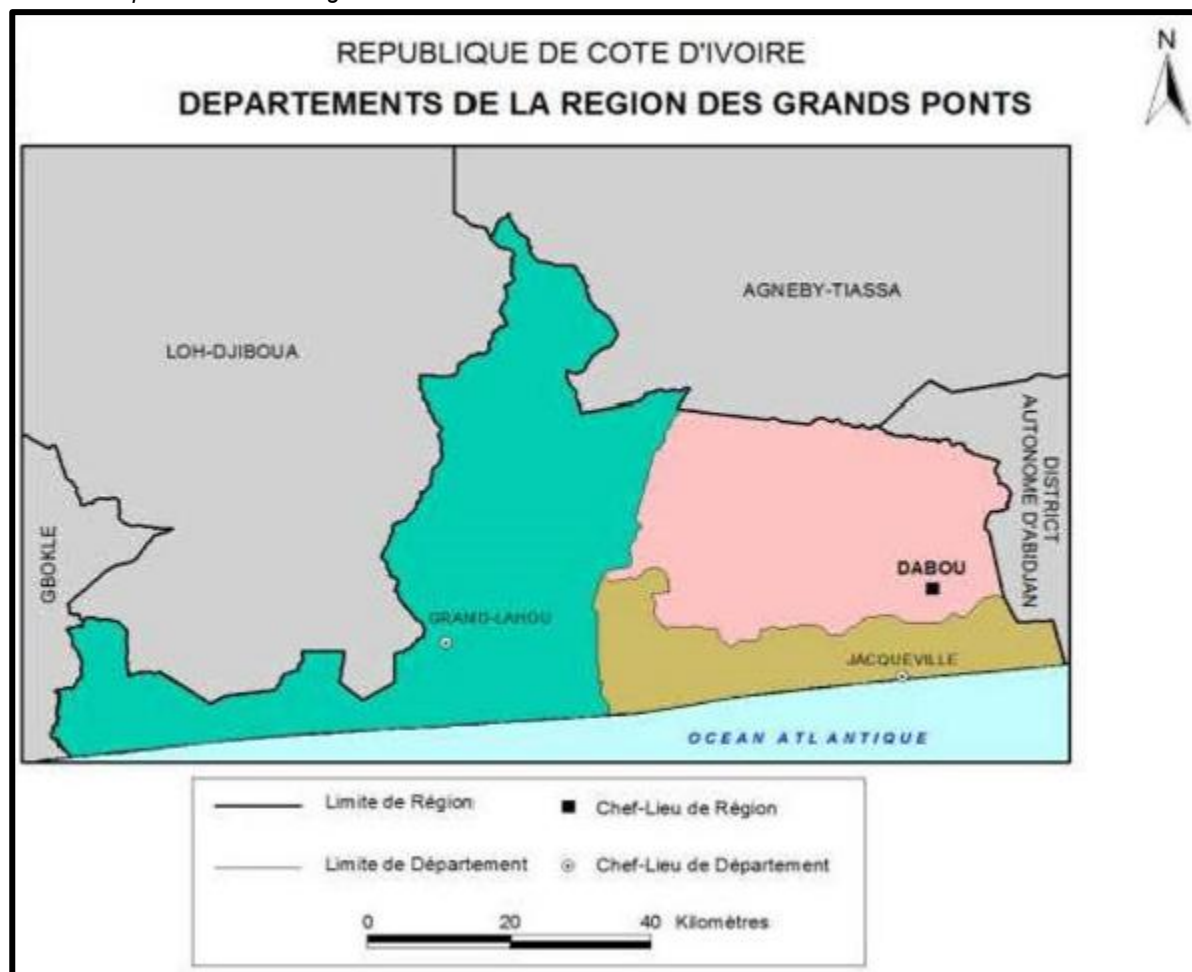 REPUBLIQUE DE COTE D'IVOIRE
N
DEPARTEMENTS DE LA REGION DES GRANDS PONTS
AGNEBY-TIASSA
LOH-DJIBOUA
DISTRICT
AUTONOME D'ABIDJAN
GBOKLE
DABOU
GRAND-LAHOU
JACQUEVILLE
OCEAN ATLANTIQUE
Limite de Région
Chef-Lieu de Région
Limite de Département
Chef-Lieu de Département
0 20 40 Kilomètres